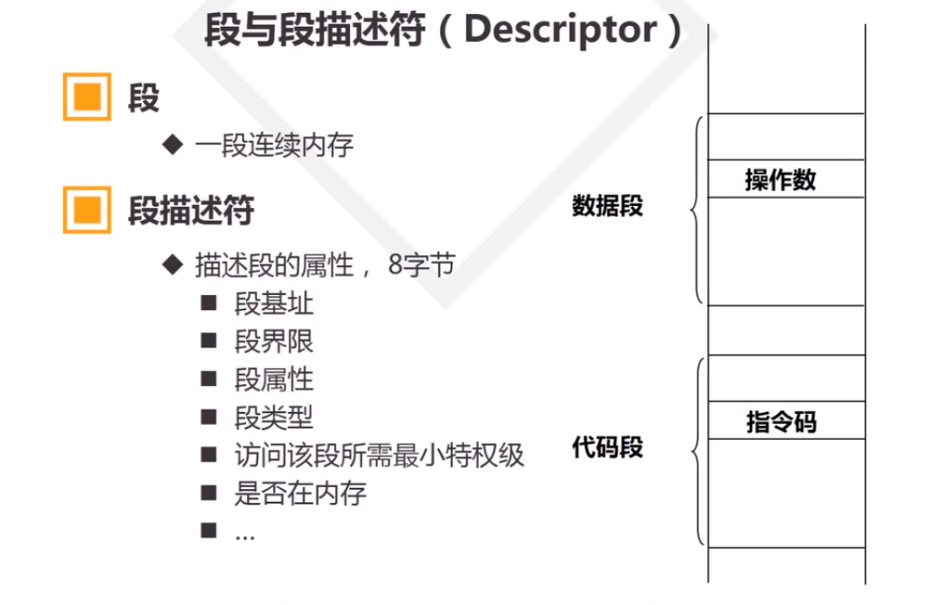 段与段描述符（Descriptor）
段
一段连续内存
段描述符
描述段的属性， 8字节
段基址
段界限
段属性
段类型
访问该段所需最小特权级
是否在内存
...
数据段
操作数
代码段
指令码